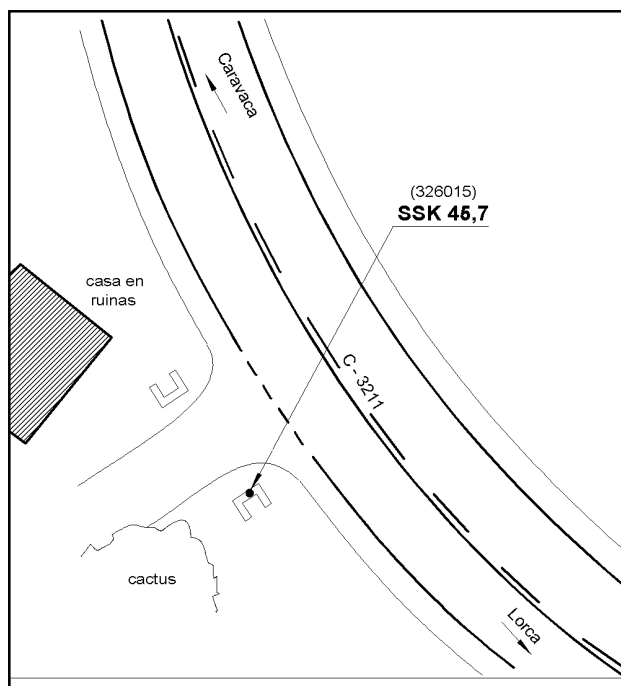 Caravaca
(326015)
SSK 45,7
casa en
ruinas
C - 3211
cactus
Lorca